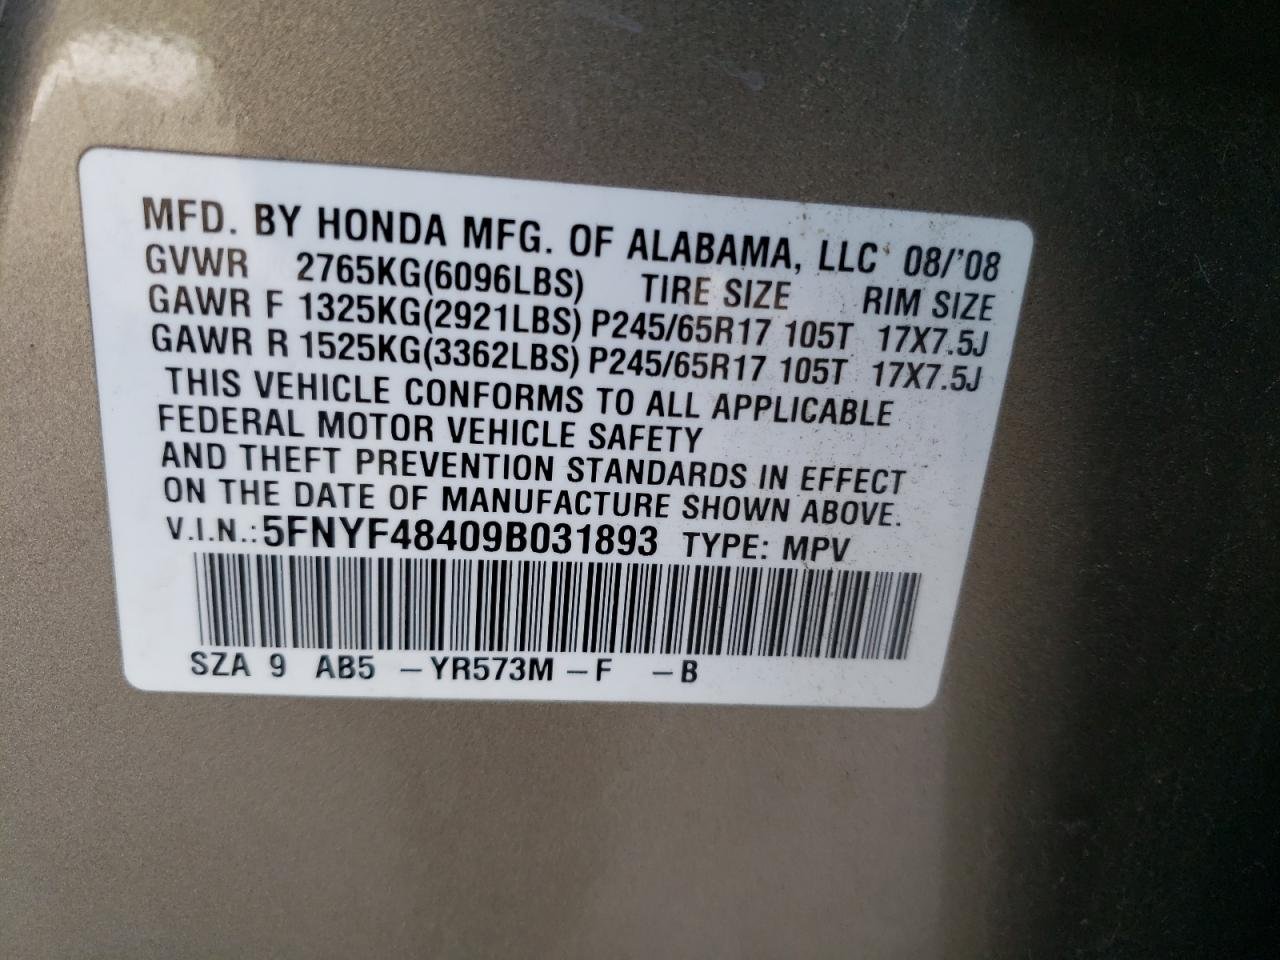 MFD. BY HONDA MFG. OF ALABAMA, LLC 08/'08
GVWR 2765KG(6096LBS) TIRE SIZE RIM SIZE
GAWR F 1325KG(2921LBS) P245/65R17 105T 17X7.5J
GAWR R 1525KG(3362LBS) P245/65R17 105T 17X7.5J
THIS VEHICLE CONFORMS TO ALL APPLICABLE
FEDERAL MOTOR VEHICLE SAFETY
AND THEFT PREVENTION STANDARDS IN EFFECT
ON THE DATE OF MANUFACTURE SHOWN ABOVE.
V.I.N.: 5FNYF48409B031893 TYPE: MPV
SZA 9 AB5 -YR573M -F -B